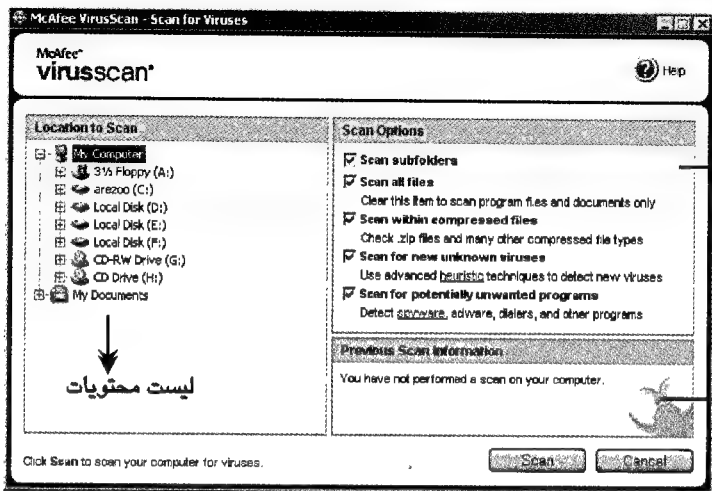 McAfee VirusScan - Scan for Viruses
McAfee
virusscan
Help
Location to Scan
My Computer
3½ Floppy (A:)
arezoo (C:)
Local Disk (D:)
Local Disk (E:)
Local Disk (F:)
CD-RW Drive (G:)
CD Drive (H:)
My Documents
لیست محتویات
Scan Options
Scan subfolders
Scan all files
Clear this item to scan program files and documents only
Scan within compressed files
Check .zip files and many other compressed file types
Scan for new unknown viruses
Use advanced heuristic techniques to detect new viruses
Scan for potentially unwanted programs
Detect spyware, adware, dialers, and other programs
Previous Scan Information
You have not performed a scan on your computer.
Click Scan to scan your computer for viruses.
Scan
Cancel